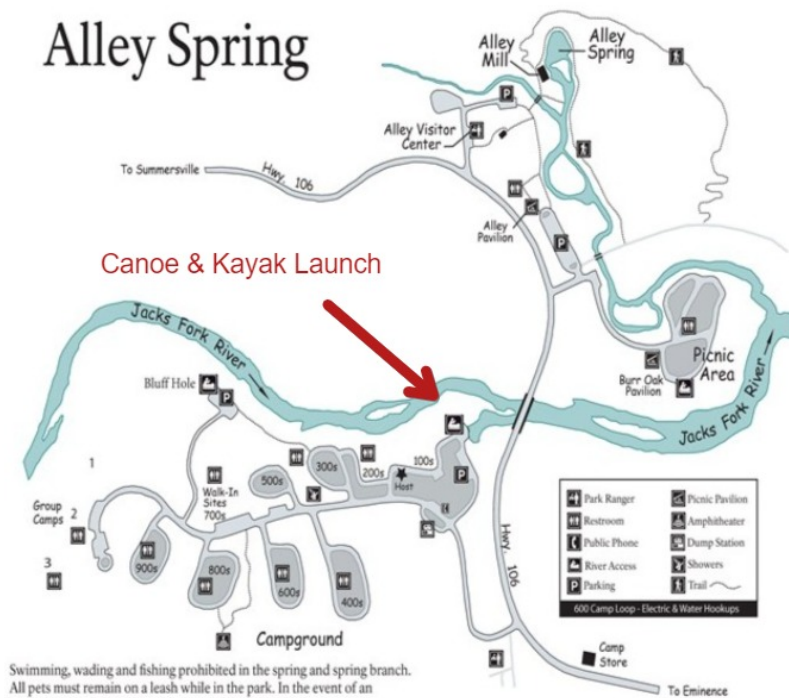 Alley Spring
Alley
Mill
Alley
Spring
P
Alley Visitor
Center
To Summersville
Hwy. 106
Alley
Pavilion
P
Canoe & Kayak Launch
Jacks Fork River
Bluff Hole
P
Picnic
Area
Burr Oak
Pavilion
Jacks Fork River
1
300s
200s
100s
500s
Host
P
Walk-In
Sites
700s
Group
Camps
2
3
900s
800s
600s
400s
Hwy. 106
Park Ranger
Picnic Pavilion
Restroom
Amphitheater
Public Phone
Dump Station
River Access
Showers
P
Parking
Trail
600 Camp Loop - Electric & Water Hookups
Campground
Camp
Store
To Eminence
Swimming, wading and fishing prohibited in the spring and spring branch.
All pets must remain on a leash while in the park. In the event of an